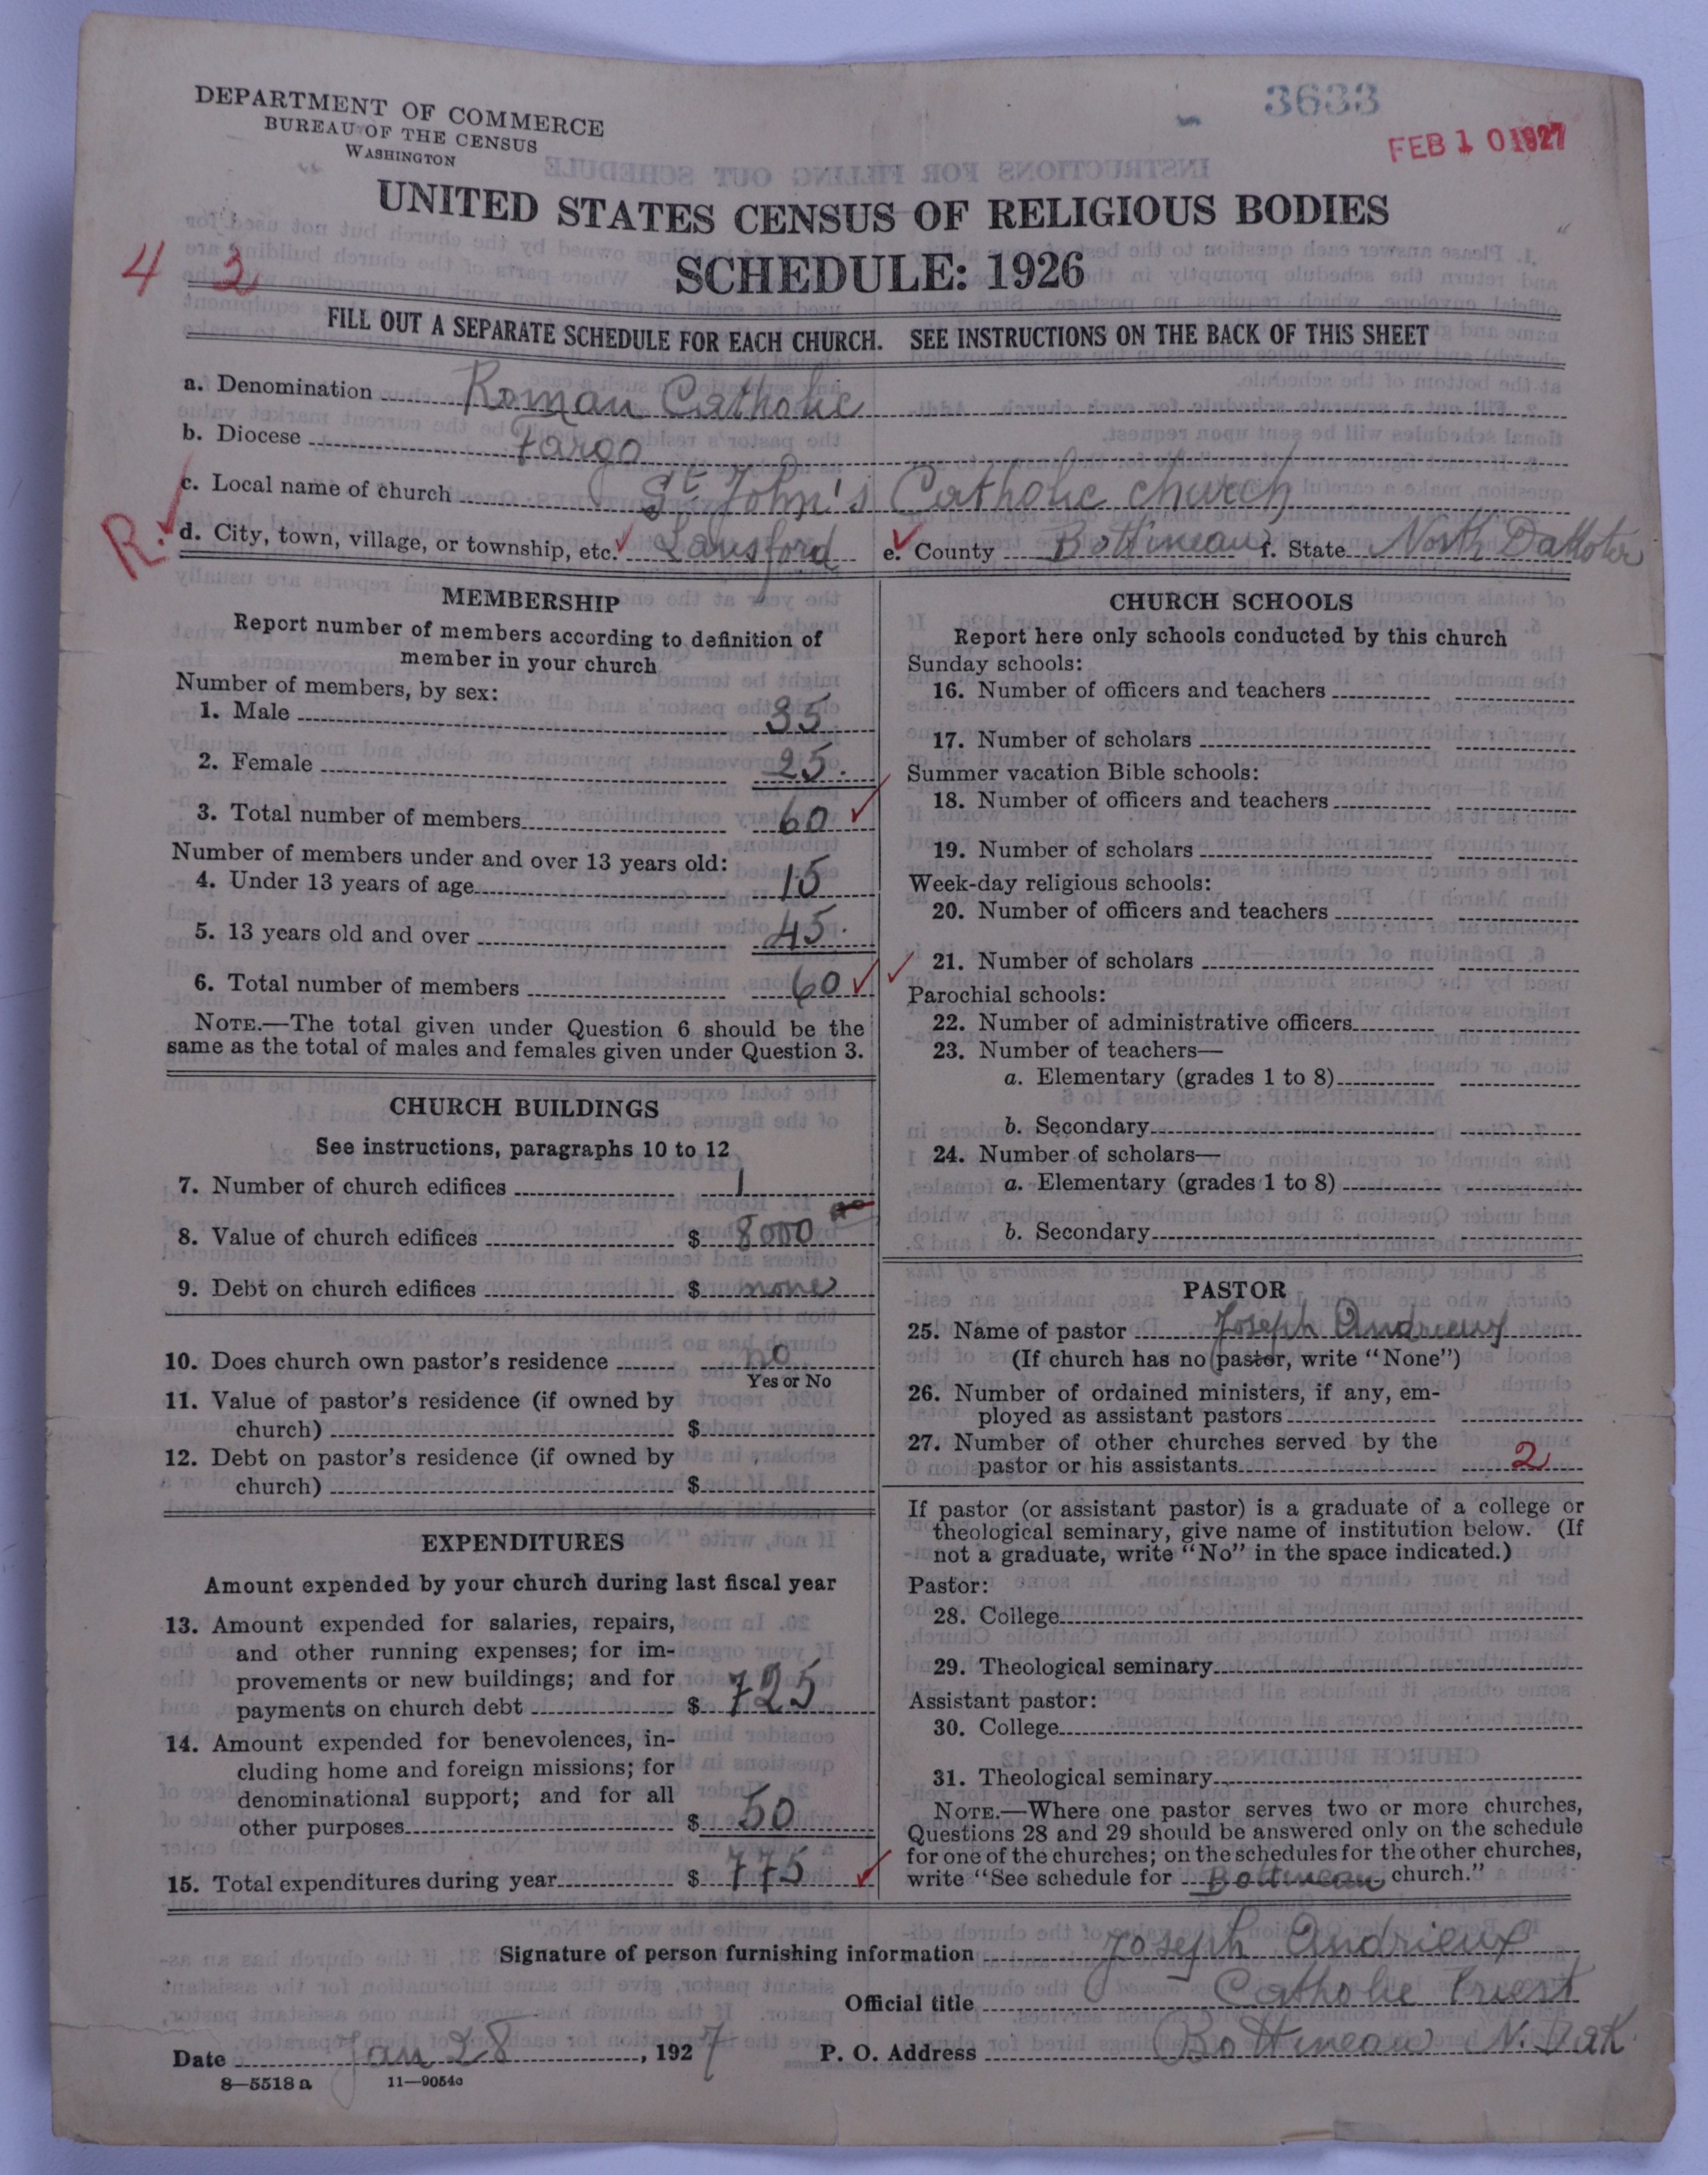 DEPARTMENT OF COMMERCE
BUREAU OF THE CENSUS
WASHINGTON
3633
FEB 10 1927
UNITED STATES CENSUS OF RELIGIOUS BODIES
SCHEDULE: 1926
4 2
FILL OUT A SEPARATE SCHEDULE FOR EACH CHURCH. SEE INSTRUCTIONS ON THE BACK OF THIS SHEET
a. Denomination Roman Catholic
b. Diocese Fargo
c. Local name of church St John's Catholic church
R.
d. City, town, village, or township, etc. Lansford e. County Bottineau f. State North Dakota
MEMBERSHIP
Report number of members according to definition of
member in your church
Number of members, by sex:
1. Male 35
2. Female 25.
3. Total number of members 60
Number of members under and over 13 years old:
4. Under 13 years of age 15
5. 13 years old and over 45.
6. Total number of members 60
NOTE.—The total given under Question 6 should be the
same as the total of males and females given under Question 3.
CHURCH BUILDINGS
See instructions, paragraphs 10 to 12
7. Number of church edifices 1
8. Value of church edifices $ 8000
9. Debt on church edifices $ none
10. Does church own pastor's residence no
Yes or No
11. Value of pastor's residence (if owned by
church) $
12. Debt on pastor's residence (if owned by
church) $
EXPENDITURES
Amount expended by your church during last fiscal year
13. Amount expended for salaries, repairs,
and other running expenses; for im-
provements or new buildings; and for
payments on church debt $ 725
14. Amount expended for benevolences, in-
cluding home and foreign missions; for
denominational support; and for all
other purposes $ 50
15. Total expenditures during year $ 775
CHURCH SCHOOLS
Report here only schools conducted by this church
Sunday schools:
16. Number of officers and teachers
17. Number of scholars
Summer vacation Bible schools:
18. Number of officers and teachers
19. Number of scholars
Week-day religious schools:
20. Number of officers and teachers
21. Number of scholars
Parochial schools:
22. Number of administrative officers
23. Number of teachers—
a. Elementary (grades 1 to 8)
b. Secondary
24. Number of scholars—
a. Elementary (grades 1 to 8)
b. Secondary
PASTOR
25. Name of pastor Joseph Andrieux
(If church has no pastor, write "None")
26. Number of ordained ministers, if any, em-
ployed as assistant pastors
27. Number of other churches served by the
pastor or his assistants 2
If pastor (or assistant pastor) is a graduate of a college or
theological seminary, give name of institution below. (If
not a graduate, write "No" in the space indicated.)
Pastor:
28. College
29. Theological seminary
Assistant pastor:
30. College
31. Theological seminary
NOTE.—Where one pastor serves two or more churches,
Questions 28 and 29 should be answered only on the schedule
for one of the churches; on the schedules for the other churches,
write "See schedule for Bottineau church."
Signature of person furnishing information Joseph Andrieux
Official title Catholic Priest
Date Jan 28, 1927 P. O. Address Bottineau N. Dak.
8—5518 a 11—9054c